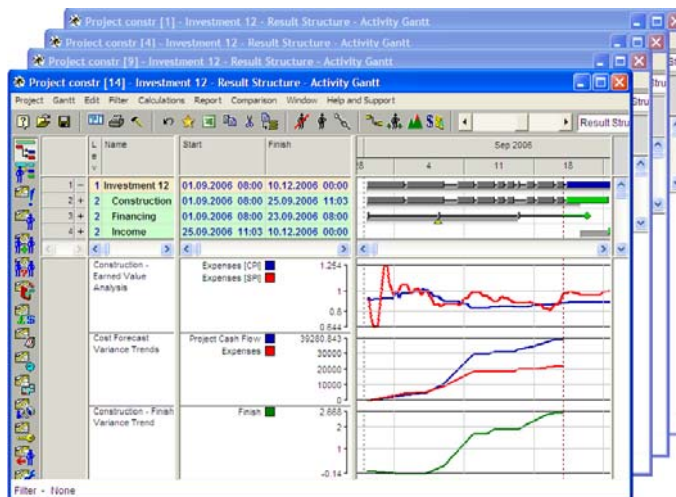 Project constr [1] - Investment 12 - Result Structure - Activity Gantt
Project constr [4] - Investment 12 - Result Structure - Activity Gantt
Project constr [9] - Investment 12 - Result Structure - Activity Gantt
Project constr [14] - Investment 12 - Result Structure - Activity Gantt
Project Gantt Edit Filter Calculations Report Comparison Window Help and Support
Result Stru
Lev Name Start Finish Sep 2006
4 11 18
1 - 1 Investment 12 01.09.2006 08:00 10.12.2006 00:00
2 + 2 Construction 01.09.2006 08:00 25.09.2006 11:03
3 + 2 Financing 01.09.2006 08:00 23.09.2006 08:00
4 + 2 Income 25.09.2006 11:03 10.12.2006 00:00
Construction - Earned Value Analysis
Expenses [CPI]
Expenses [SPI]
1.254
1
0.8
0.644
Cost Forecast Variance Trends
Project Cash Flow
Expenses
39260.843
30000
20000
10000
0
Construction - Finish Variance Trend
Finish
2.868
2
1
-0.14
Filter - None